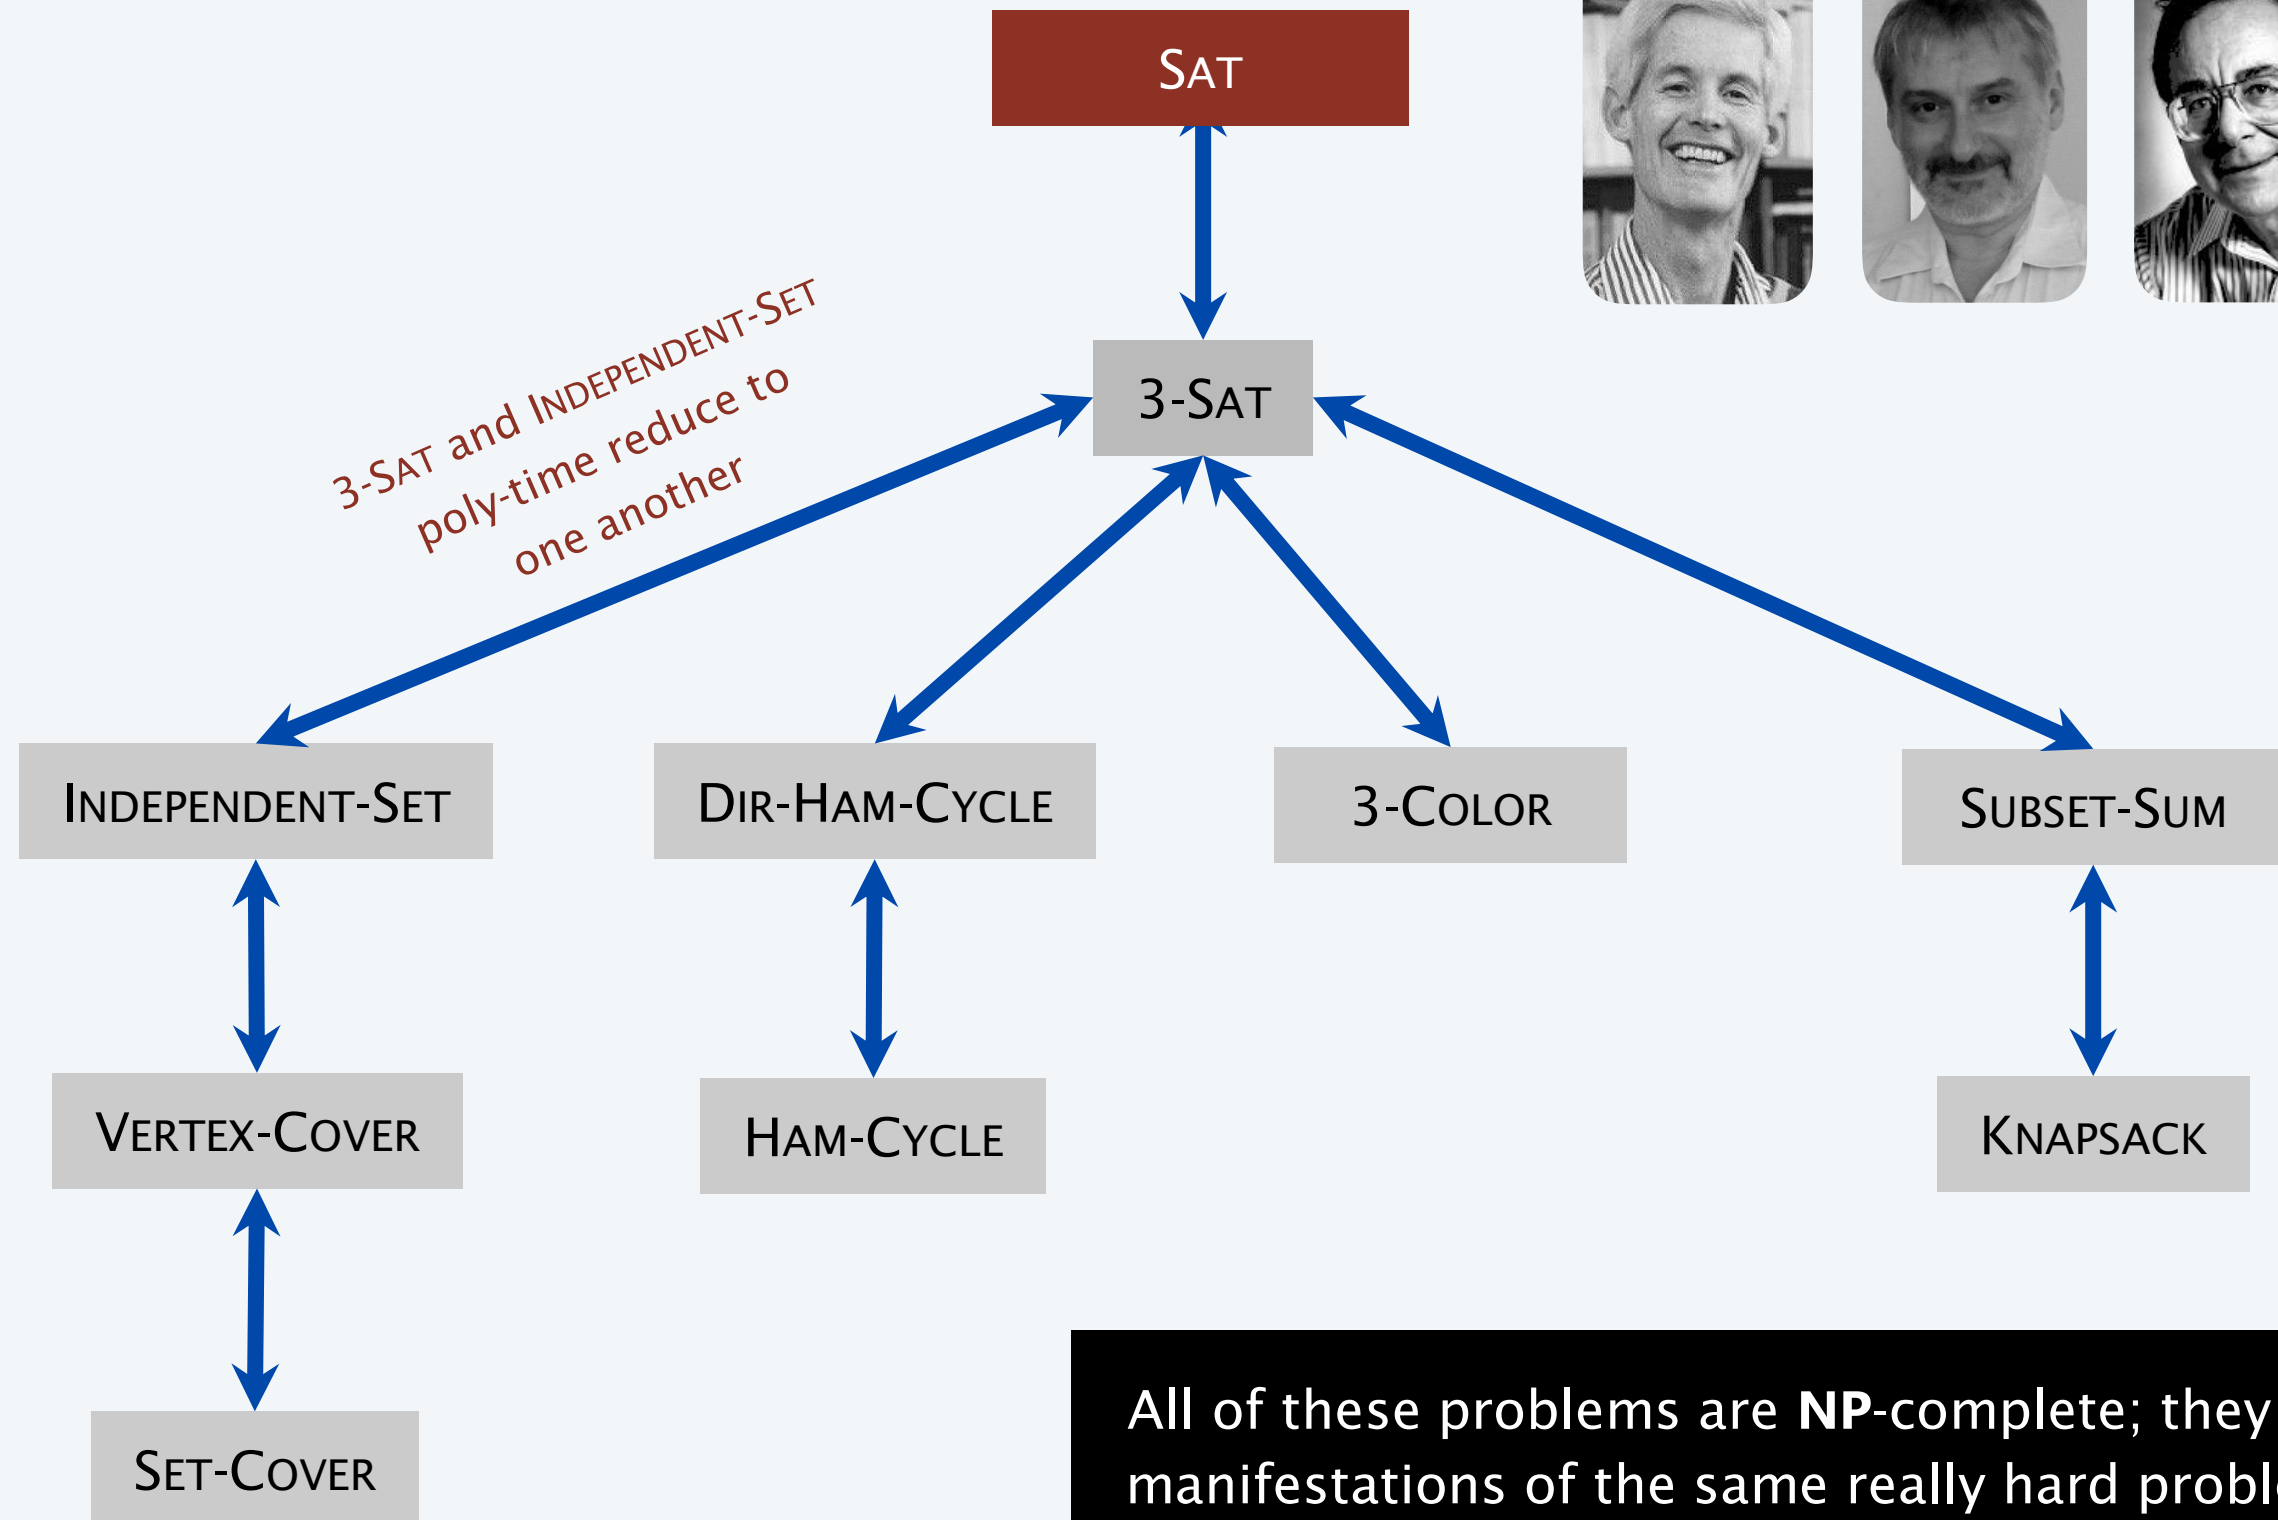 SAT
3-SAT and INDEPENDENT-SET
poly-time reduce to
one another
3-SAT
INDEPENDENT-SET
DIR-HAM-CYCLE
3-COLOR
SUBSET-SUM
VERTEX-COVER
HAM-CYCLE
KNAPSACK
SET-COVER
All of these problems are NP-complete; they
manifestations of the same really hard